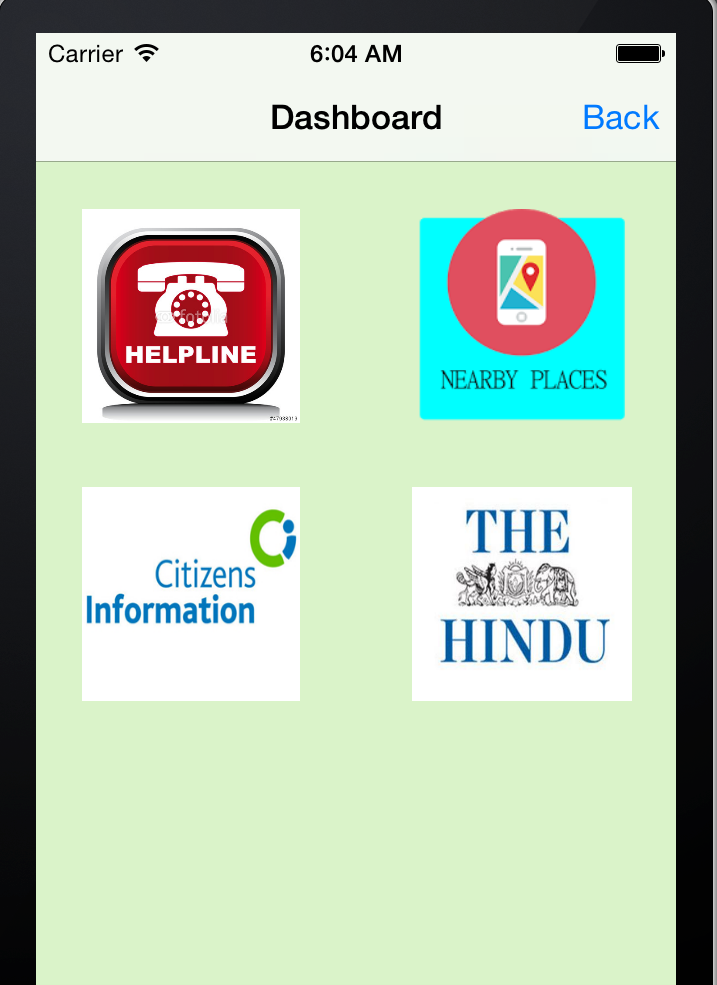 Carrier 6:04 AM
Dashboard Back
HELPLINE
NEARBY PLACES
Citizens
Information
THE
HINDU